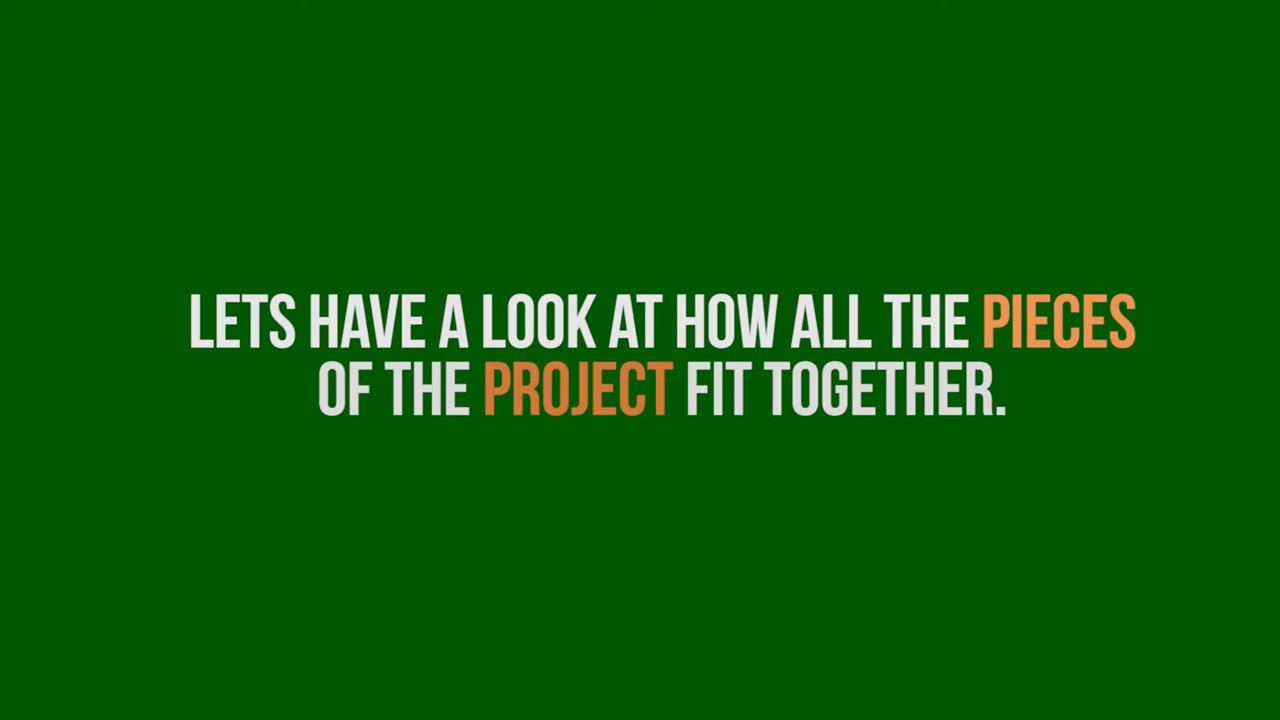 LETS HAVE A LOOK AT HOW ALL THE PIECES
OF THE PROJECT FIT TOGETHER.